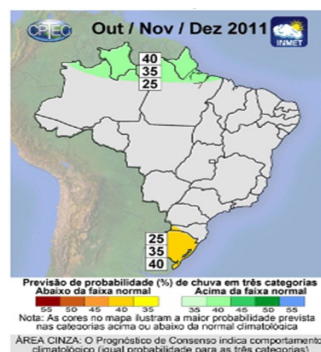 CPTEC
Out / Nov / Dez 2011
INMET
40
35
25
25
35
40
Previsão de probabilidade (%) de chuva em três categorias
Abaixo da faixa normal Acima da faixa normal
55 50 45 40 35 35 40 45 50 55
Nota: As cores no mapa ilustram a maior probabilidade prevista
nas categorias acima ou abaixo da normal climatológica
ÁREA CINZA: O Prognóstico de Consenso indica comportamento
climatológico (igual probabilidade para as três categorias)